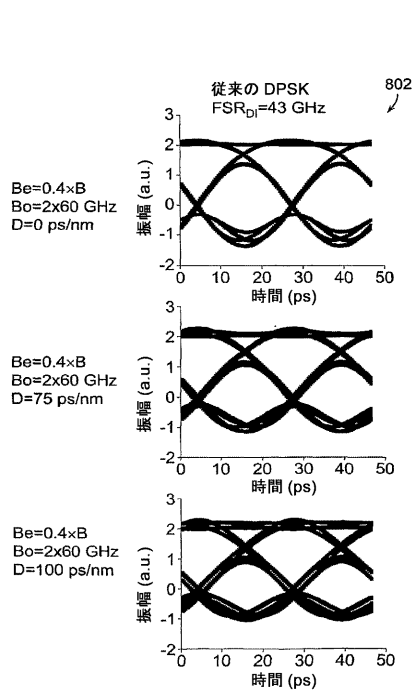 802
従来の DPSK
FSR_DI=43 GHz
Be=0.4×B
Bo=2x60 GHz
D=0 ps/nm
振幅 (a.u.)
3
2
1
0
-1
-2
0 10 20 30 40 50
時間 (ps)
Be=0.4×B
Bo=2x60 GHz
D=75 ps/nm
振幅 (a.u.)
3
2
1
0
-1
-2
0 10 20 30 40 50
時間 (ps)
Be=0.4×B
Bo=2x60 GHz
D=100 ps/nm
振幅 (a.u.)
3
2
1
0
-1
-2
0 10 20 30 40 50
時間 (ps)